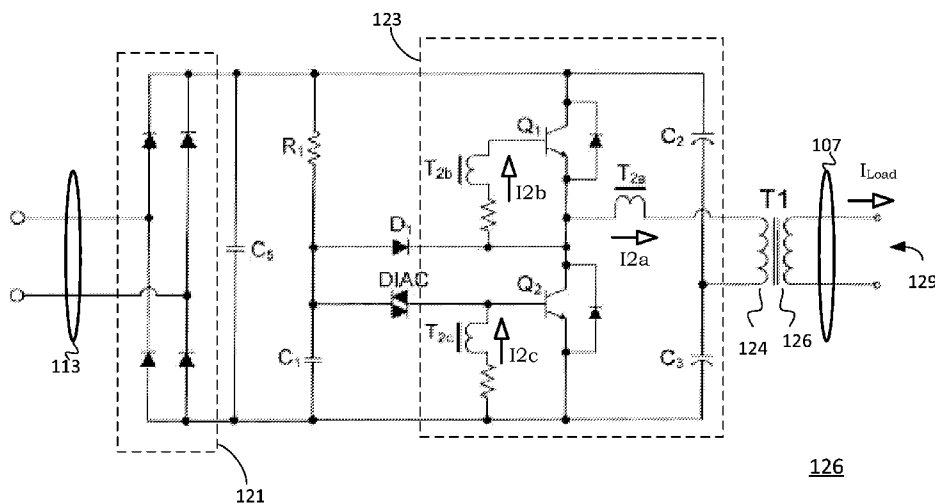 123
107
Q1
C2
R1
T2b
I2b
T2a
T1
ILoad
D1
C5
I2a
129
DIAC
Q2
T2c
I2c
C1
C3
124
126
113
121
126